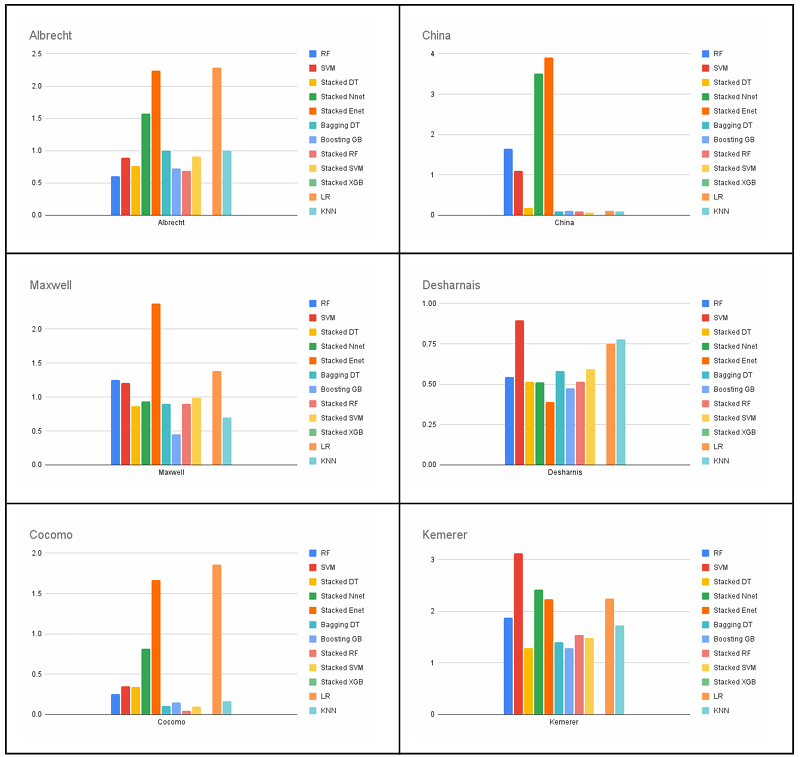 Albrecht
2.5
2.0
1.5
1.0
0.5
0.0
Albrecht
RF
SVM
Stacked DT
Stacked Nnet
Stacked Enet
Bagging DT
Boosting GB
Stacked RF
Stacked SVM
Stacked XGB
LR
KNN
China
4
3
2
1
0
China
RF
SVM
Stacked DT
Stacked Nnet
Stacked Enet
Bagging DT
Boosting GB
Stacked RF
Stacked SVM
Stacked XGB
LR
KNN
Maxwell
2.0
1.5
1.0
0.5
0.0
Maxwell
RF
SVM
Stacked DT
Stacked Nnet
Stacked Enet
Bagging DT
Boosting GB
Stacked RF
Stacked SVM
Stacked XGB
LR
KNN
Desharnais
1.00
0.75
0.50
0.25
0.00
Desharnis
RF
SVM
Stacked DT
Stacked Nnet
Stacked Enet
Bagging DT
Boosting GB
Stacked RF
Stacked SVM
Stacked XGB
LR
KNN
Cocomo
2.0
1.5
1.0
0.5
0.0
Cocomo
RF
SVM
Stacked DT
Stacked Nnet
Stacked Enet
Bagging DT
Boosting GB
Stacked RF
Stacked SVM
Stacked XGB
LR
KNN
Kemerer
3
2
1
0
Kemerer
RF
SVM
Stacked DT
Stacked Nnet
Stacked Enet
Bagging DT
Boosting GB
Stacked RF
Stacked SVM
Stacked XGB
LR
KNN